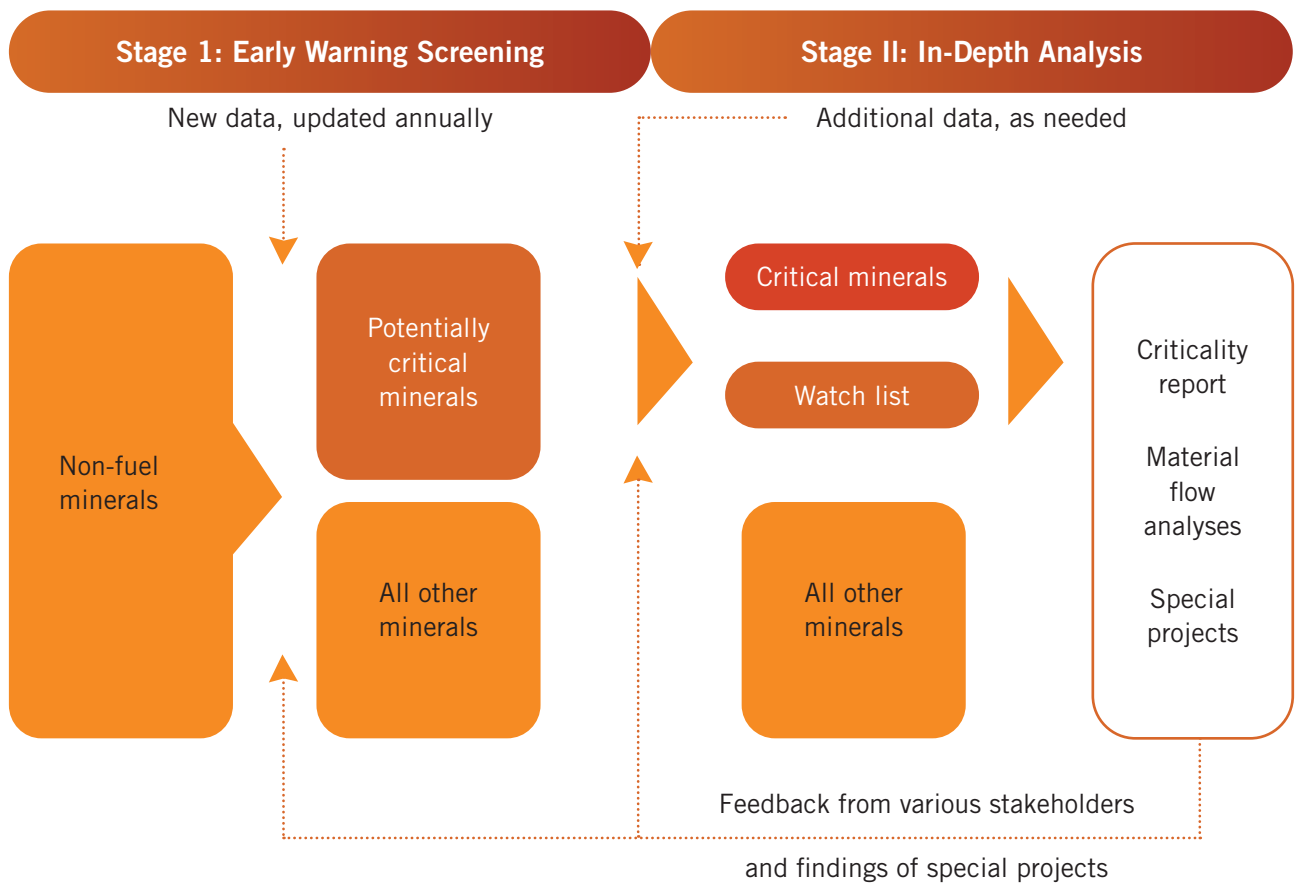 Stage 1: Early Warning Screening
Stage II: In-Depth Analysis
New data, updated annually
Additional data, as needed
Non-fuel
minerals
Potentially
critical
minerals
All other
minerals
Critical minerals
Watch list
All other
minerals
Criticality
report
Material
flow
analyses
Special
projects
Feedback from various stakeholders
and findings of special projects